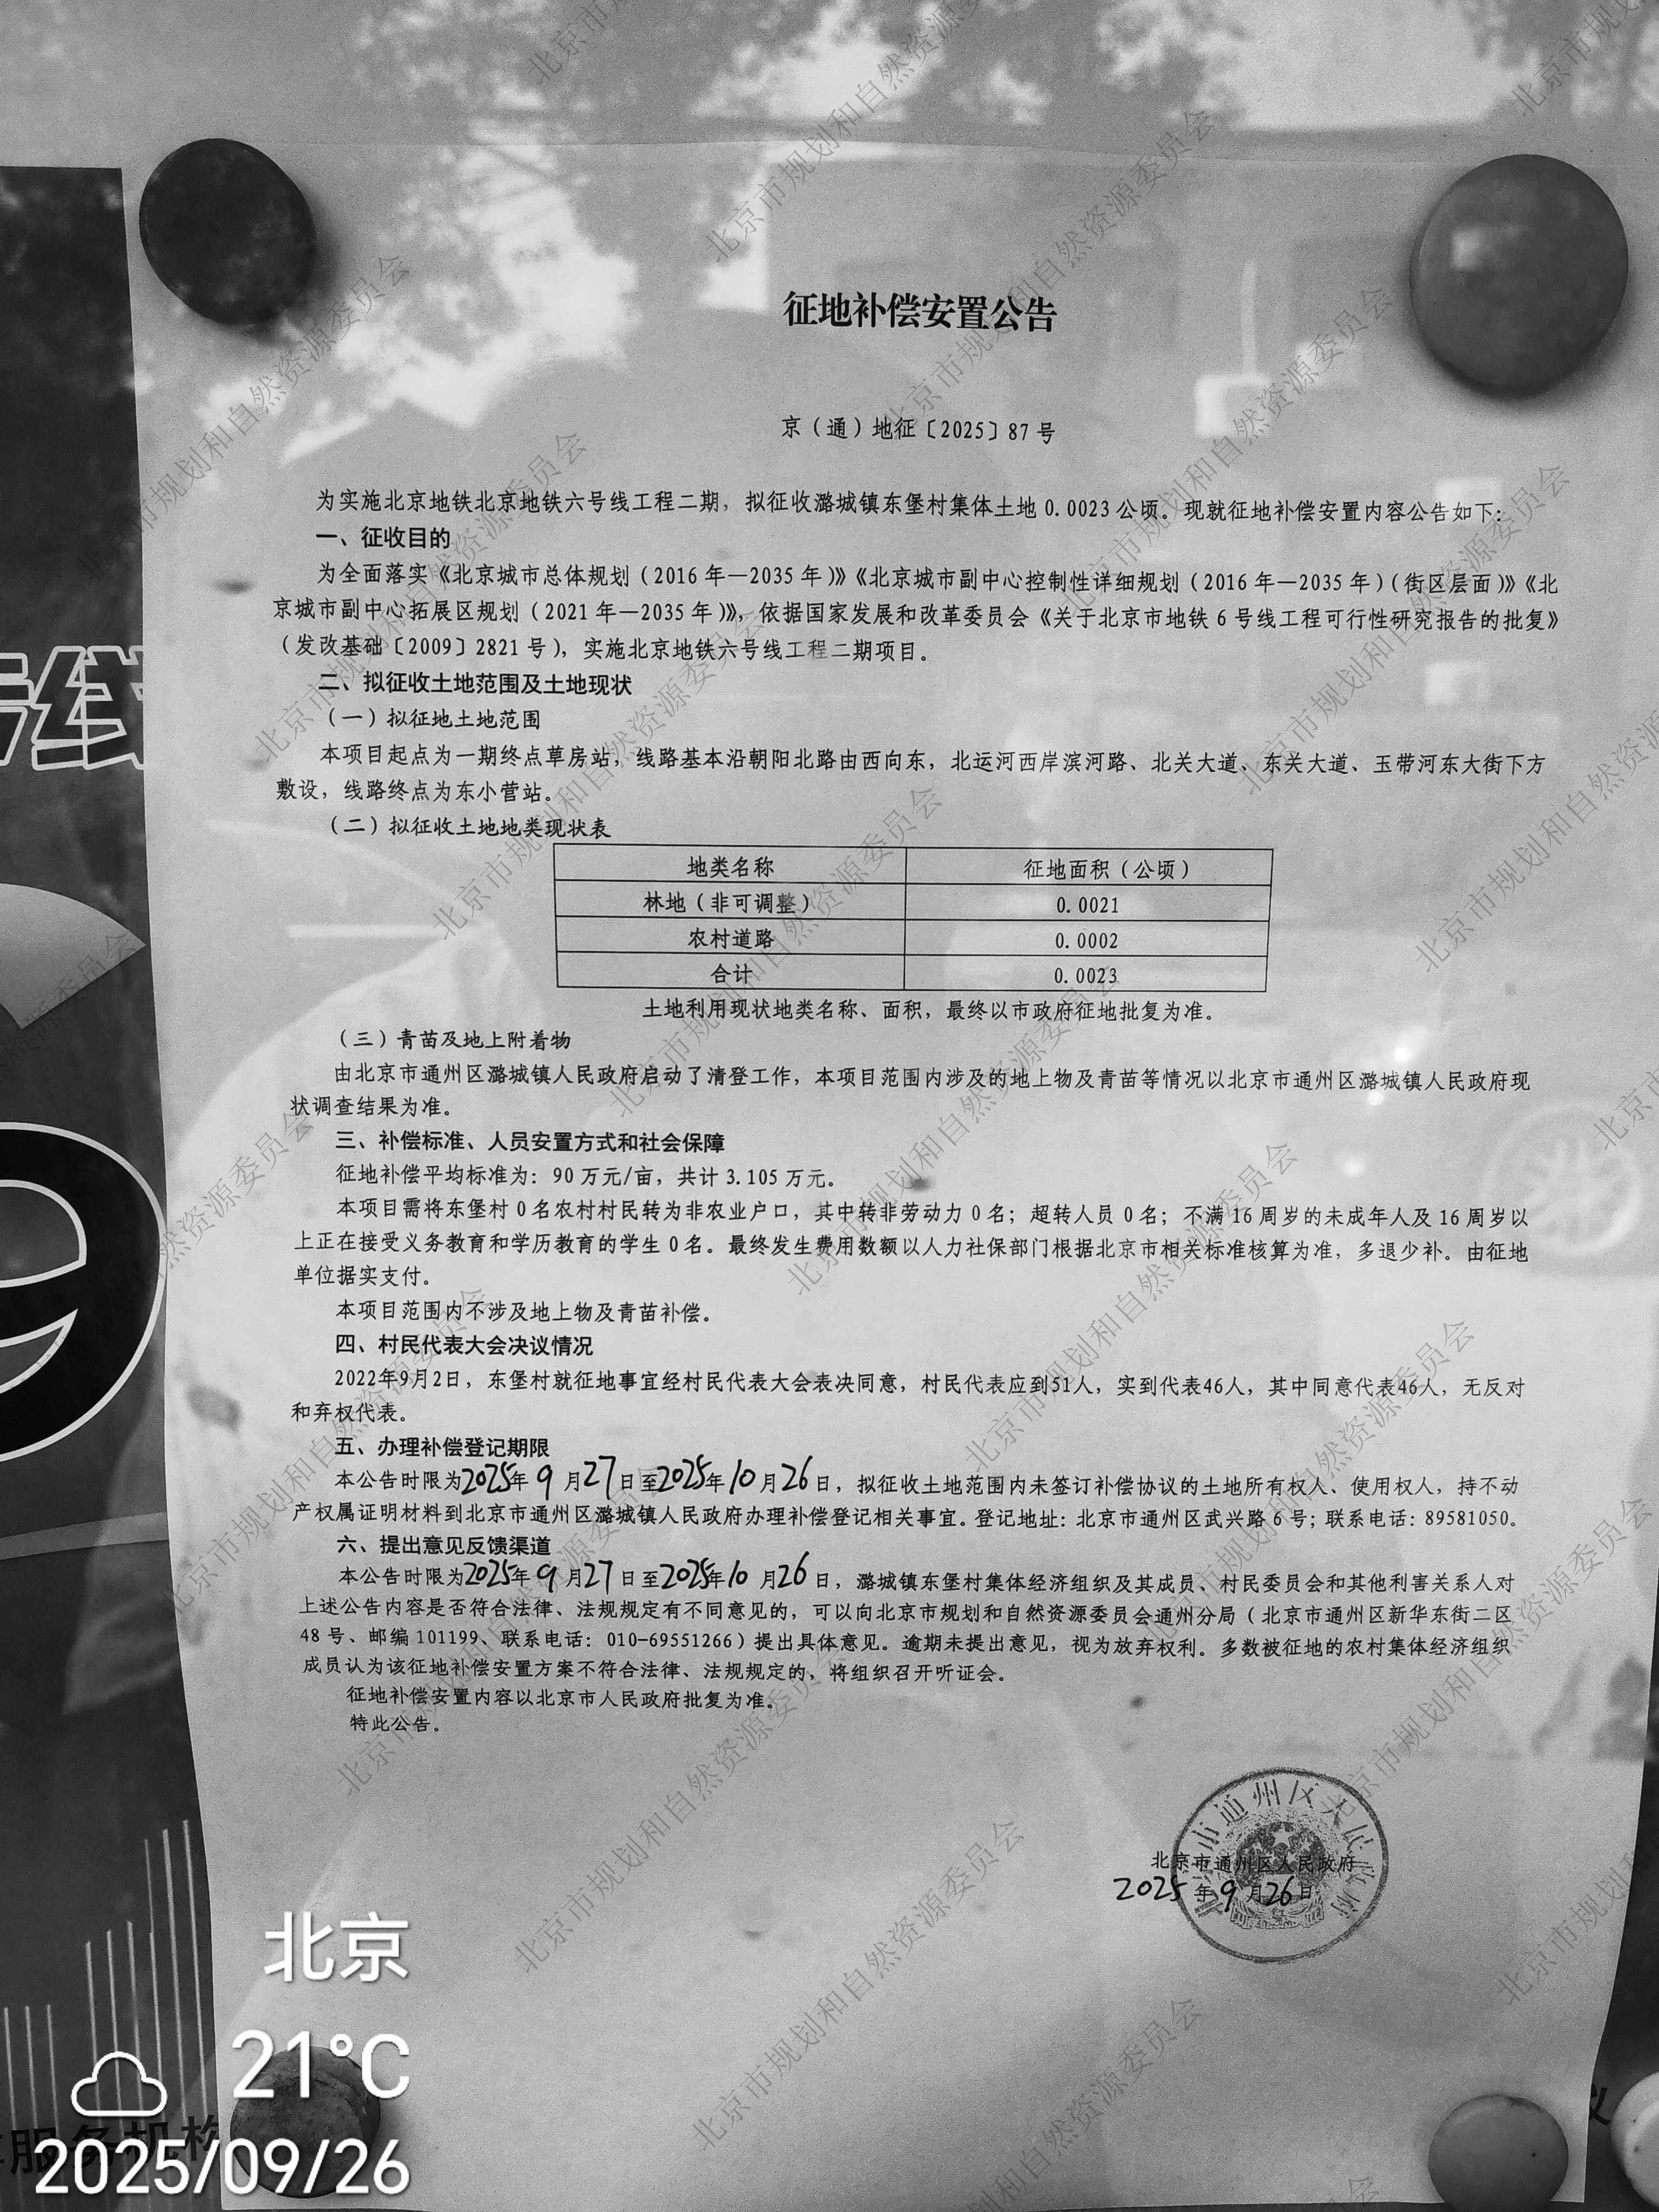 征地补偿安置公告
京（通）地征〔2025〕87号
为实施北京地铁北京地铁六号线工程二期，拟征收潞城镇东堡村集体土地0.0023公顷。现就征地补偿安置内容公告如下：
一、征收目的
为全面落实《北京城市总体规划（2016年—2035年）》《北京城市副中心控制性详细规划（2016年—2035年）（街区层面）》《北
京城市副中心拓展区规划（2021年—2035年）》，依据国家发展和改革委员会《关于北京市地铁6号线工程可行性研究报告的批复》
（发改基础〔2009〕2821号），实施北京地铁六号线工程二期项目。
二、拟征收土地范围及土地现状
（一）拟征地土地范围
本项目起点为一期终点草房站，线路基本沿朝阳北路由西向东，北运河西岸滨河路、北关大道、东关大道、玉带河东大街下方
敷设，线路终点为东小营站。
（二）拟征收土地地类现状表
地类名称 征地面积（公顷）
林地（非可调整） 0.0021
农村道路 0.0002
合计 0.0023
土地利用现状地类名称、面积，最终以市政府征地批复为准。
（三）青苗及地上附着物
由北京市通州区潞城镇人民政府启动了清登工作，本项目范围内涉及的地上物及青苗等情况以北京市通州区潞城镇人民政府现
状调查结果为准。
三、补偿标准、人员安置方式和社会保障
征地补偿平均标准为：90万元/亩，共计3.105万元。
本项目需将东堡村0名农村村民转为非农业户口，其中转非劳动力0名；超转人员0名；不满16周岁的未成年人及16周岁以
上正在接受义务教育和学历教育的学生0名。最终发生费用数额以人力社保部门根据北京市相关标准核算为准，多退少补。由征地
单位据实支付。
本项目范围内不涉及地上物及青苗补偿。
四、村民代表大会决议情况
2022年9月2日，东堡村就征地事宜经村民代表大会表决同意，村民代表应到51人，实到代表46人，其中同意代表46人，无反对
和弃权代表。
五、办理补偿登记期限
本公告时限为2025年9月27日至2025年10月26日，拟征收土地范围内未签订补偿协议的土地所有权人、使用权人，持不动
产权属证明材料到北京市通州区潞城镇人民政府办理补偿登记相关事宜。登记地址：北京市通州区武兴路6号；联系电话：89581050。
六、提出意见反馈渠道
本公告时限为2025年9月27日至2025年10月26日，潞城镇东堡村集体经济组织及其成员、村民委员会和其他利害关系人对
上述公告内容是否符合法律、法规规定有不同意见的，可以向北京市规划和自然资源委员会通州分局（北京市通州区新华东街二区
48号、邮编101199、联系电话：010-69551266）提出具体意见。逾期未提出意见，视为放弃权利。多数被征地的农村集体经济组织
成员认为该征地补偿安置方案不符合法律、法规规定的，将组织召开听证会。
征地补偿安置内容以北京市人民政府批复为准。
特此公告。
北京市通州区人民政府
2025年9月26日
北京
21°C
2025/09/26
服务机构
线
北京市规划和自然资源委员会